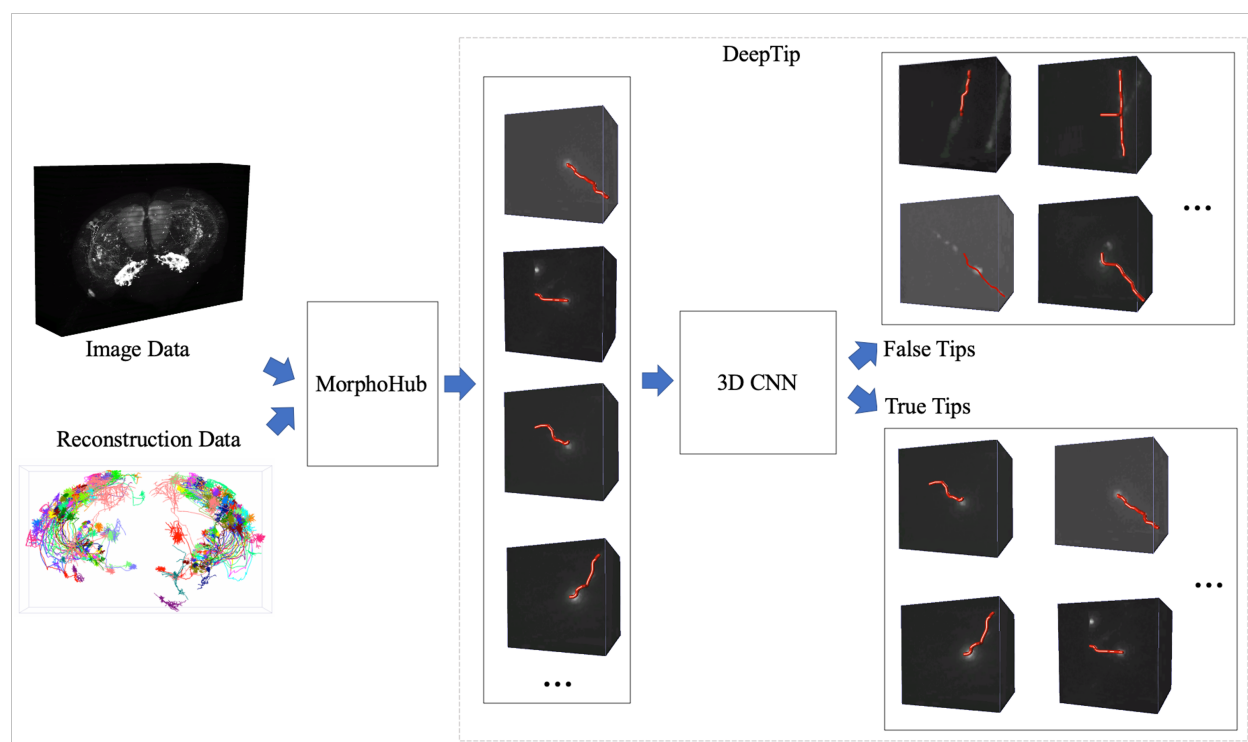 DeepTip
Image Data
MorphoHub
3D CNN
False Tips
True Tips
Reconstruction Data
...
...
...